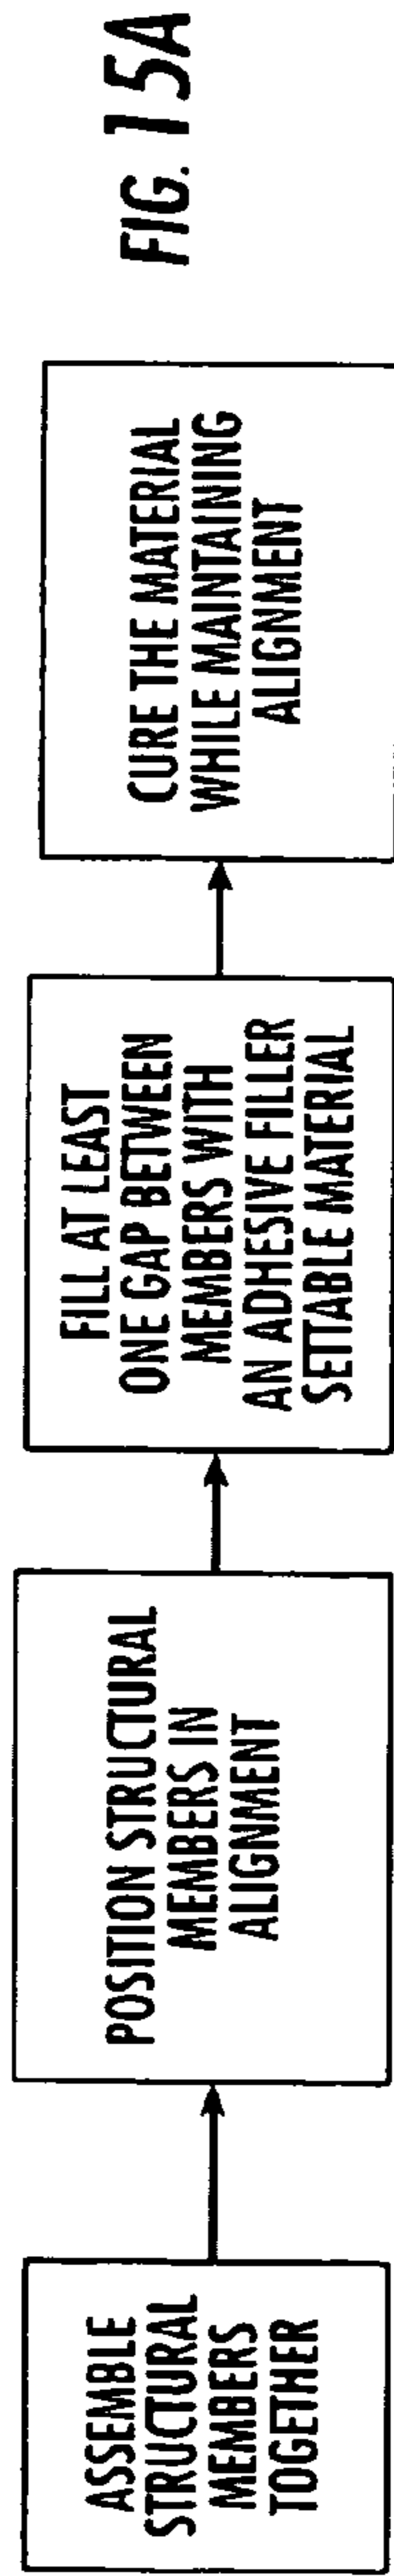 ASSEMBLE
STRUCTURAL
MEMBERS
TOGETHER
POSITION STRUCTURAL
MEMBERS IN
ALIGNMENT
FILL AT LEAST
ONE GAP BETWEEN
MEMBERS WITH
AN ADHESIVE FILLER
SETTABLE MATERIAL
CURE THE MATERIAL
WHILE MAINTAINING
ALIGNMENT
FIG. 15A